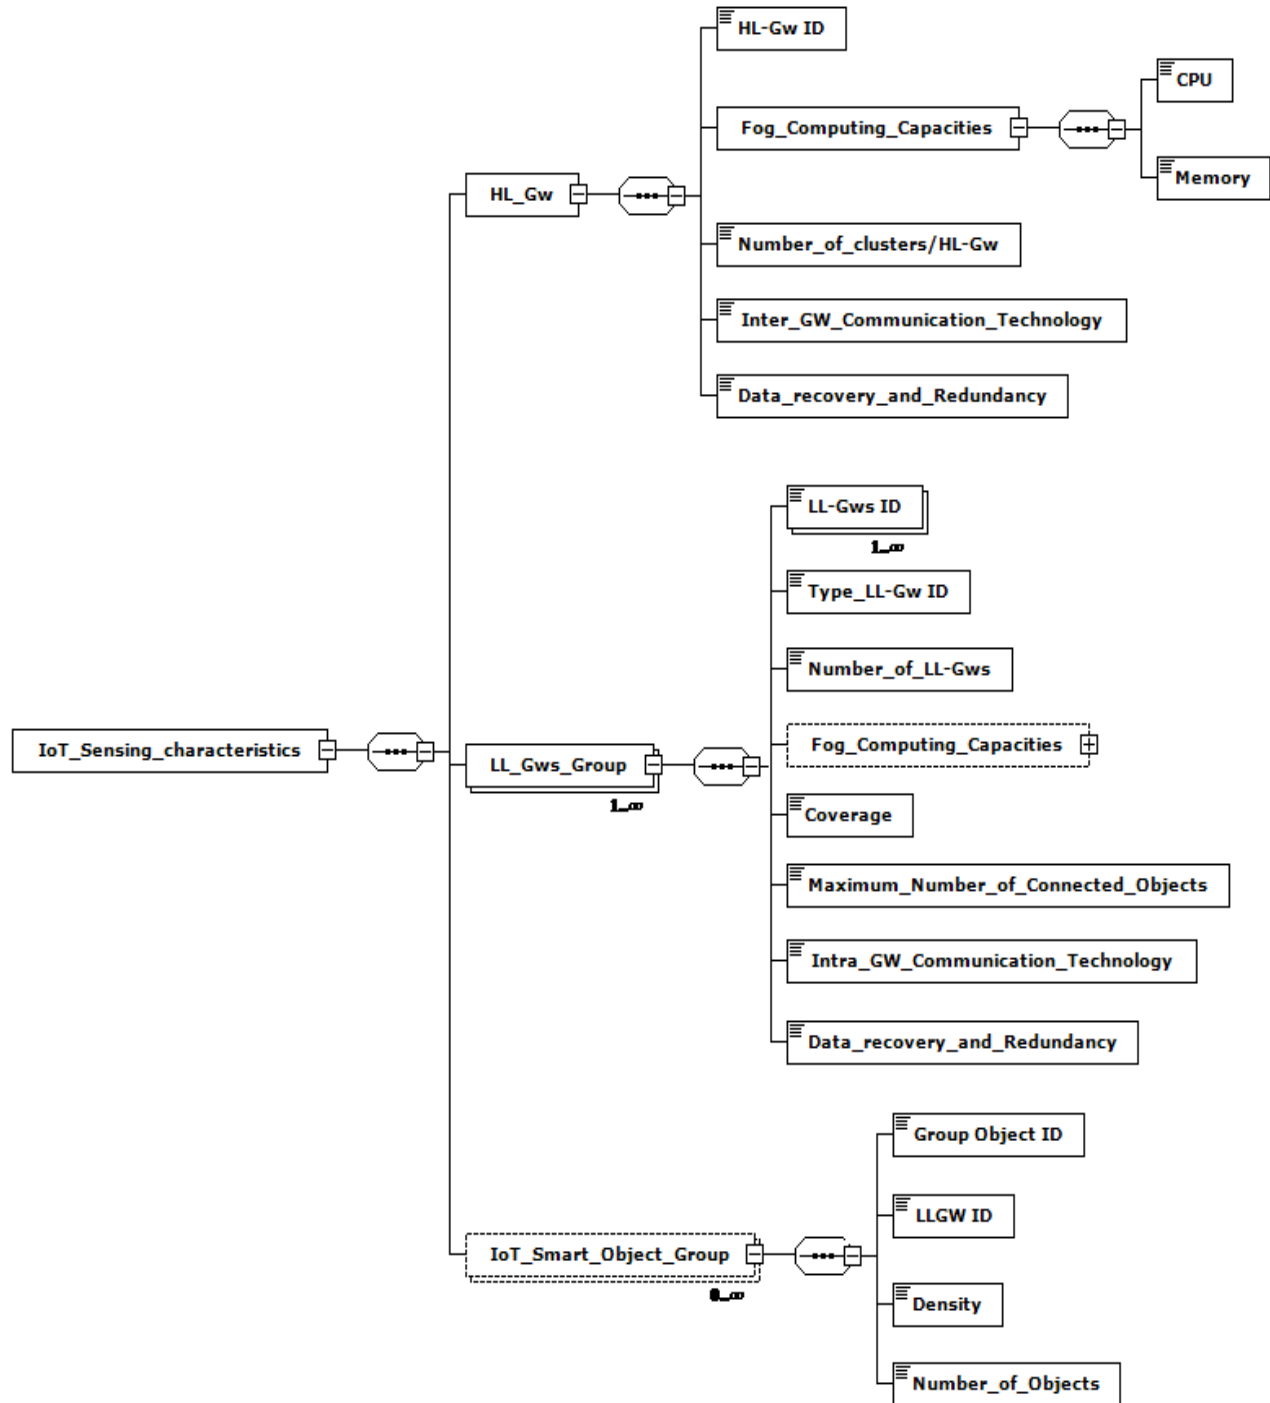 HL-Gw ID
CPU
Fog_Computing_Capacities
Memory
HL_Gw
Number_of_clusters/HL-Gw
Inter_GW_Communication_Technology
Data_recovery_and_Redundancy
LL-Gws ID
1..∞
Type_LL-Gw ID
Number_of_LL-Gws
Fog_Computing_Capacities
IoT_Sensing_characteristics
LL_Gws_Group
1..∞
Coverage
Maximum_Number_of_Connected_Objects
Intra_GW_Communication_Technology
Data_recovery_and_Redundancy
Group Object ID
LLGW ID
IoT_Smart_Object_Group
0..∞
Density
Number_of_Objects